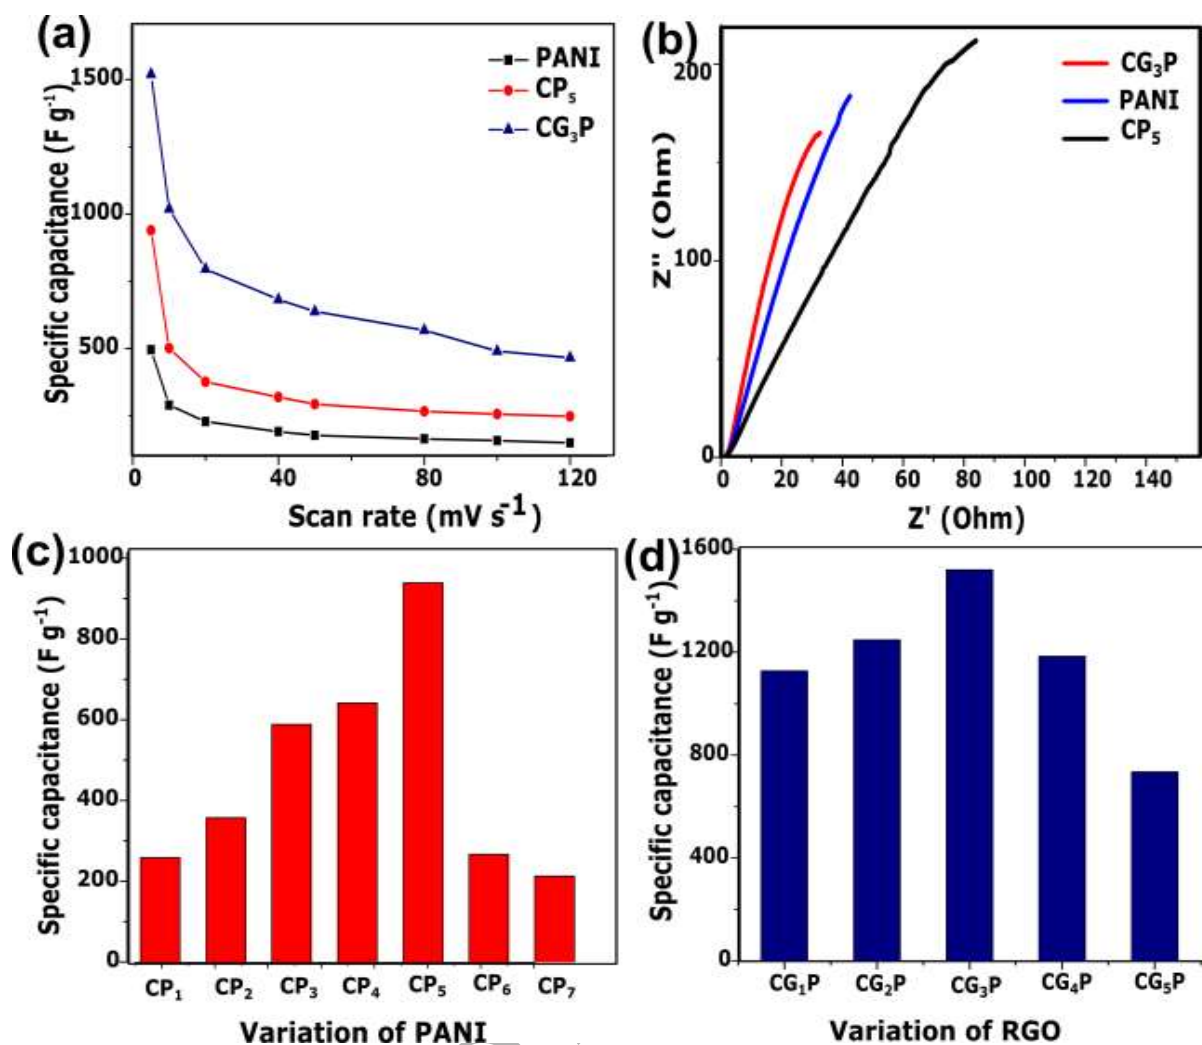 (a)
PANI
CP₅
CG₃P
Specific capacitance (F g⁻¹)
1500
1000
500
0 40 80 120
Scan rate (mV s⁻¹)
(b)
CG₃P
PANI
CP₅
Z'' (Ohm)
200
100
0
0 20 40 60 80 100 120 140
Z' (Ohm)
(c)
Specific capacitance (F g⁻¹)
1000
800
600
400
200
0
CP₁ CP₂ CP₃ CP₄ CP₅ CP₆ CP₇
Variation of PANI
(d)
Specific capacitance (F g⁻¹)
1600
1200
800
400
0
CG₁P CG₂P CG₃P CG₄P CG₅P
Variation of RGO